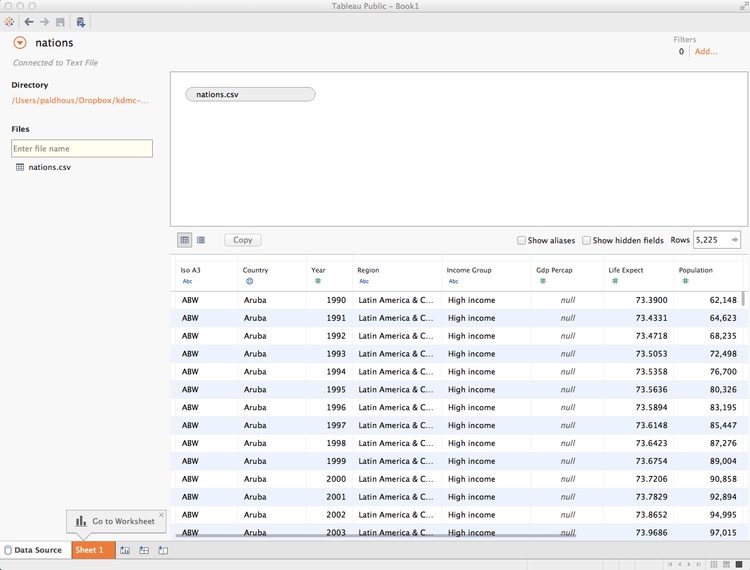 Tableau Public - Book1
nations
Connected to Text File
Filters
0 Add...
Directory
/Users/paldhous/Dropbox/kdmc-...
Files
Enter file name
nations.csv
nations.csv
Copy
Show aliases Show hidden fields Rows 5,225
Iso A3 Country Year Region Income Group Gdp Percap Life Expect Population
Abc # Abc Abc # # #
ABW Aruba 1990 Latin America & C... High income null 73.3900 62,148
ABW Aruba 1991 Latin America & C... High income null 73.4331 64,623
ABW Aruba 1992 Latin America & C... High income null 73.4718 68,235
ABW Aruba 1993 Latin America & C... High income null 73.5053 72,498
ABW Aruba 1994 Latin America & C... High income null 73.5358 76,700
ABW Aruba 1995 Latin America & C... High income null 73.5636 80,326
ABW Aruba 1996 Latin America & C... High income null 73.5894 83,195
ABW Aruba 1997 Latin America & C... High income null 73.6148 85,447
ABW Aruba 1998 Latin America & C... High income null 73.6423 87,276
ABW Aruba 1999 Latin America & C... High income null 73.6754 89,004
ABW Aruba 2000 Latin America & C... High income null 73.7206 90,858
ABW Aruba 2001 Latin America & C... High income null 73.7829 92,894
ABW Aruba 2002 Latin America & C... High income null 73.8652 94,995
ABW Aruba 2003 Latin America & C... High income null 73.9686 97,015
Go to Worksheet
Data Source Sheet 1